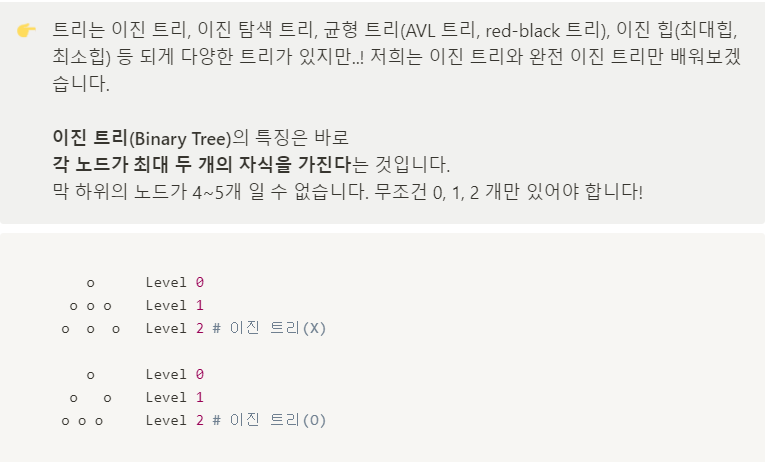 트리는 이진 트리, 이진 탐색 트리, 균형 트리(AVL 트리, red-black 트리), 이진 힙(최대힙,
최소힙) 등 되게 다양한 트리가 있지만..! 저희는 이진 트리와 완전 이진 트리만 배워보겠
습니다.
이진 트리(Binary Tree)의 특징은 바로
각 노드가 최대 두 개의 자식을 가진다는 것입니다.
막 하위의 노드가 4~5개 일 수 없습니다. 무조건 0, 1, 2 개만 있어야 합니다!
o Level 0
o o o Level 1
o o o Level 2 # 이진 트리(X)
o Level 0
o o Level 1
o o o Level 2 # 이진 트리(O)